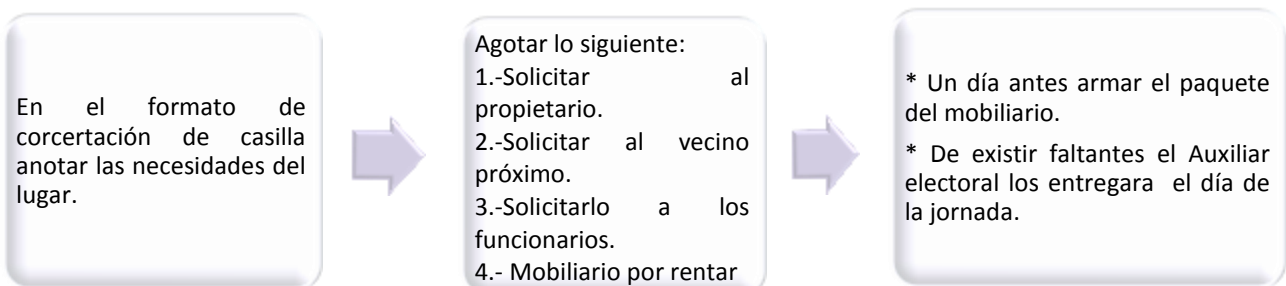 En el formato de
corcertación de casilla
anotar las necesidades del
lugar.
Agotar lo siguiente:
1.-Solicitar al
propietario.
2.-Solicitar al vecino
próximo.
3.-Solicitarlo a los
funcionarios.
4.- Mobiliario por rentar
* Un día antes armar el paquete
del mobiliario.
* De existir faltantes el Auxiliar
electoral los entregara el día de
la jornada.